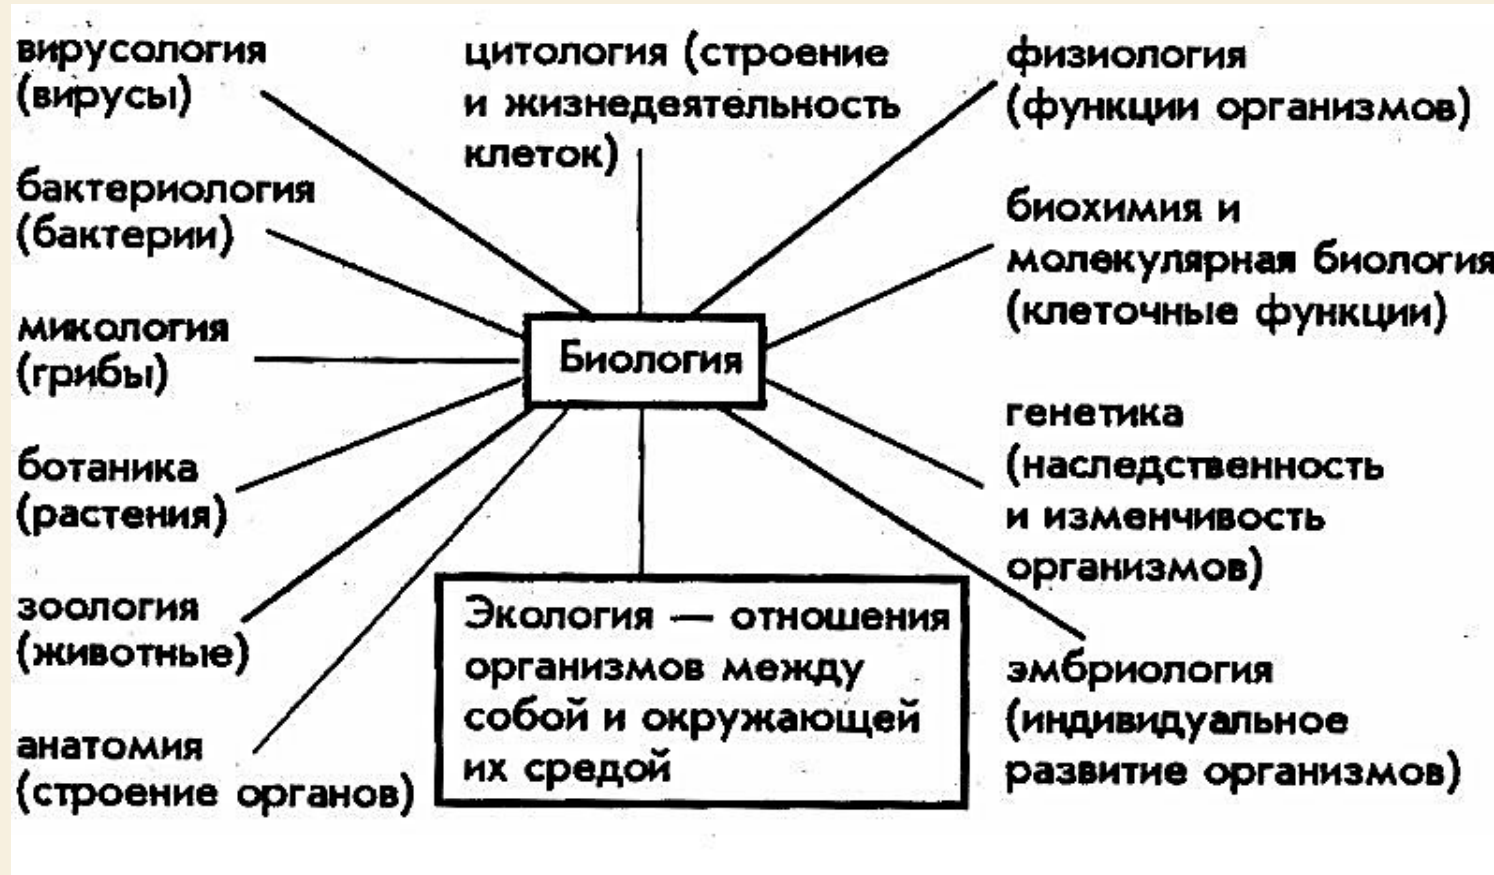 вирусология
(вирусы)
бактериология
(бактерии)
микология
(грибы)
ботаника
(растения)
зоология
(животные)
анатомия
(строение органов)
цитология (строение
и жизнедеятельность
клеток)
Биология
Экология — отношения
организмов между
собой и окружающей
их средой
физиология
(функции организмов)
биохимия и
молекулярная биология
(клеточные функции)
генетика
(наследственность
и изменчивость
организмов)
эмбриология
(индивидуальное
развитие организмов)